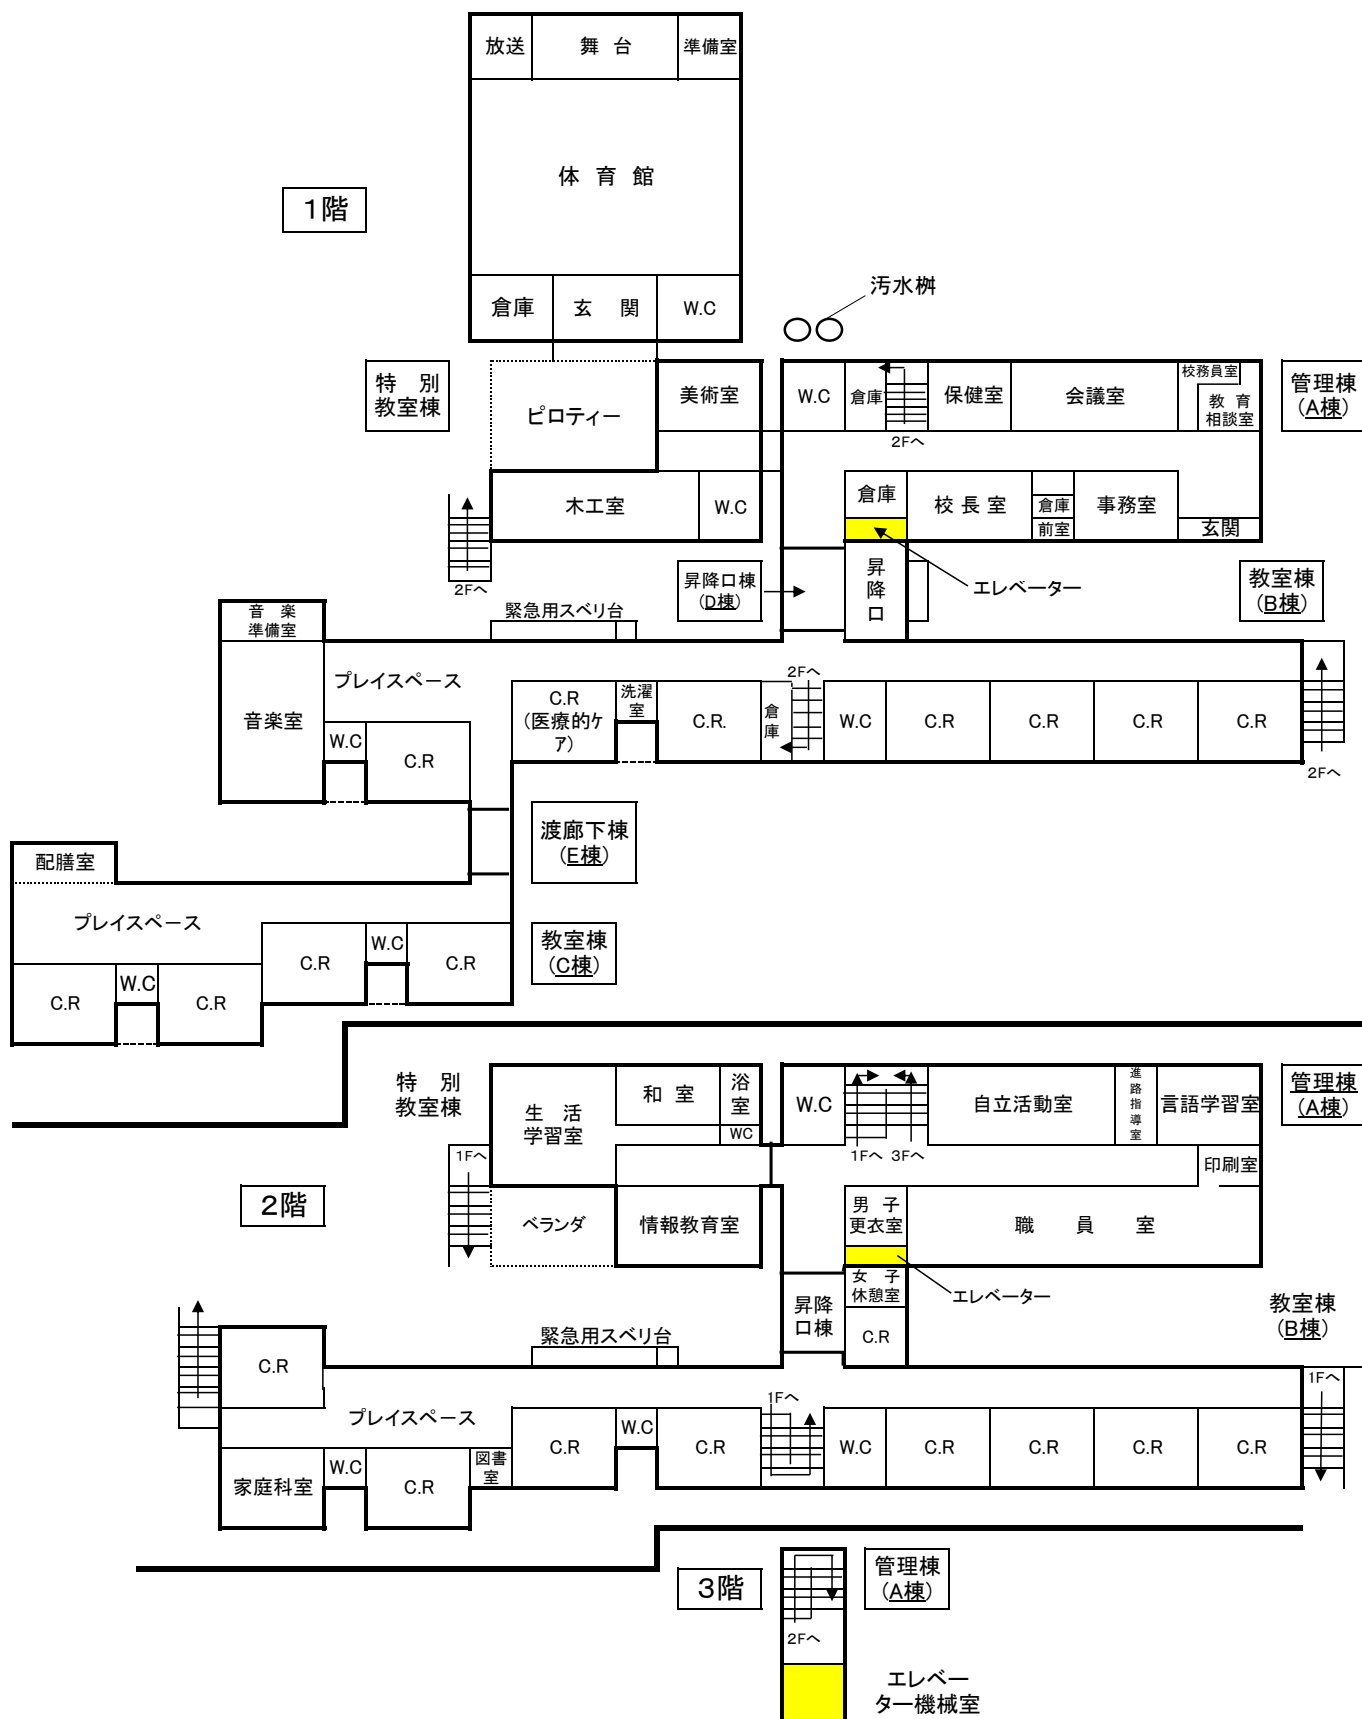 放送
舞 台
準備室
体 育 館
1階
倉庫
玄 関
W.C
汚水桝
特 別
教室棟
ピロティー
美術室
W.C
倉庫
2Fへ
保健室
会議室
校務員室
教 育
相談室
管理棟
（A棟）
木工室
W.C
倉庫
校 長 室
倉庫
前室
事務室
玄関
2Fへ
昇降口棟
（D棟）
昇
降
口
エレベーター
教室棟
（B棟）
音 楽
準備室
緊急用スベリ台
プレイスペース
音楽室
W.C
C.R
C.R
（医療的ケ
ア）
洗濯
室
C.R.
倉
庫
2Fへ
W.C
C.R
C.R
C.R
C.R
2Fへ
渡廊下棟
（E棟）
配膳室
プレイスペース
C.R
W.C
C.R
教室棟
（C棟）
C.R
W.C
C.R
特 別
教室棟
生 活
学習室
和 室
浴
室
WC
W.C
1Fへ
3Fへ
自立活動室
進
路
指
導
室
言語学習室
管理棟
（A棟）
1Fへ
印刷室
2階
ベランダ
情報教育室
男 子
更衣室
職 員 室
女 子
休憩室
エレベーター
昇降
口棟
C.R
教室棟
（B棟）
C.R
緊急用スベリ台
プレイスペース
1Fへ
1Fへ
家庭科室
W.C
C.R
図書
室
C.R
W.C
C.R
W.C
C.R
C.R
C.R
C.R
3階
管理棟
（A棟）
2Fへ
エレベー
ター機械室